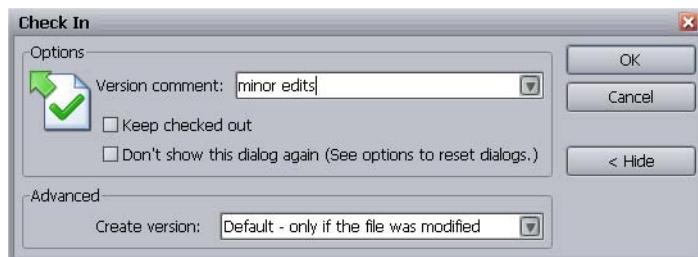 Check In
Options
Version comment: minor edits
Keep checked out
Don't show this dialog again (See options to reset dialogs.)
Advanced
Create version: Default - only if the file was modified
OK
Cancel
< Hide